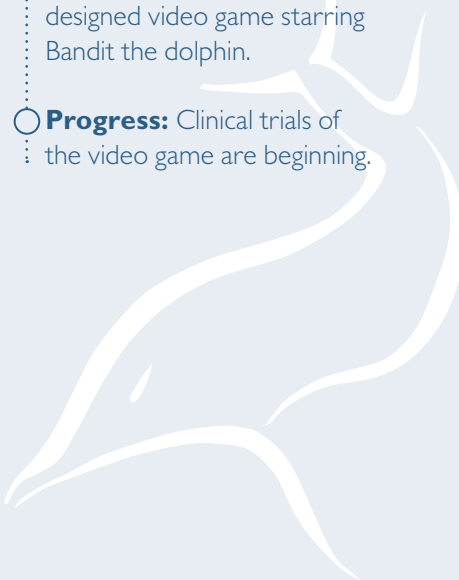 designed video game starring
Bandit the dolphin.
Progress: Clinical trials of
the video game are beginning.